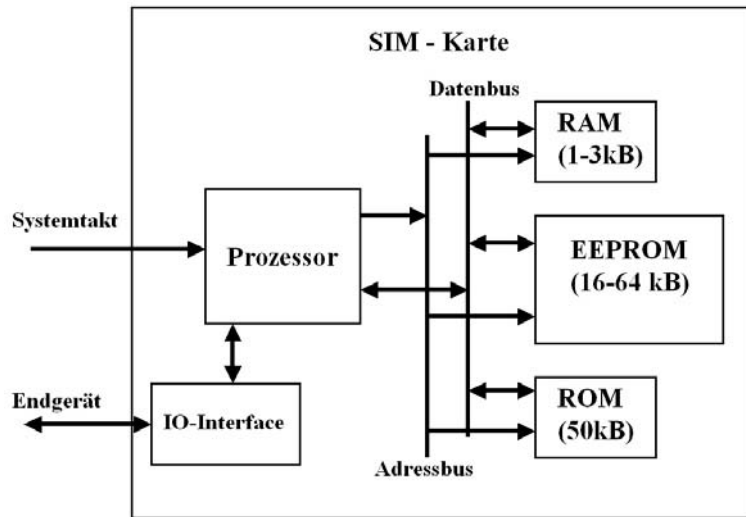 SIM - Karte
Datenbus
RAM
(1-3kB)
Systemtakt
Prozessor
EEPROM
(16-64 kB)
Endgerät
IO-Interface
ROM
(50kB)
Adressbus